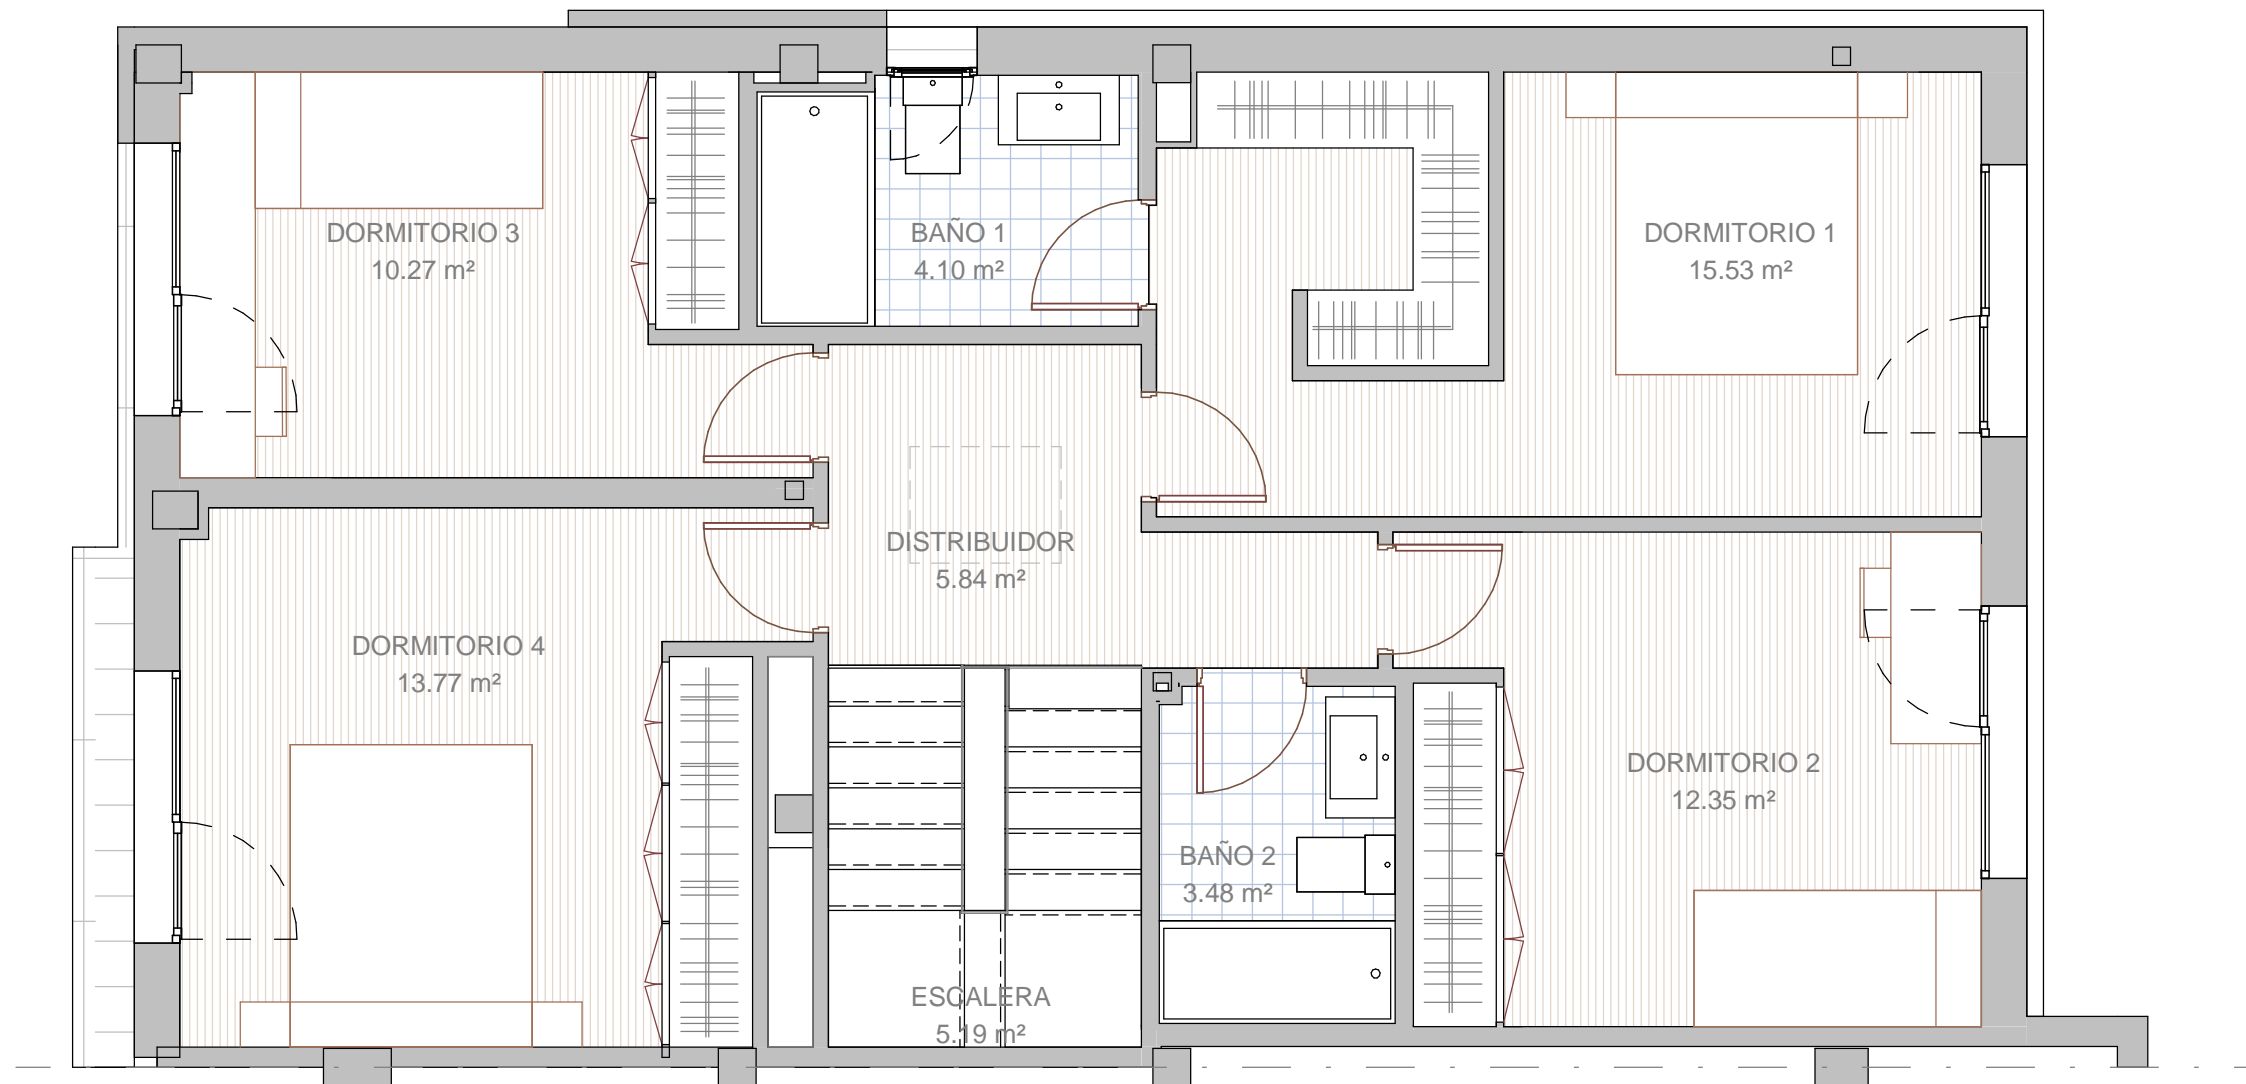 DORMITORIO 3
10.27 m²
BAÑO 1
4.10 m²
DORMITORIO 1
15.53 m²
DISTRIBUIDOR
5.84 m²
DORMITORIO 4
13.77 m²
DORMITORIO 2
12.35 m²
BAÑO 2
3.48 m²
ESCALERA
5.19 m²